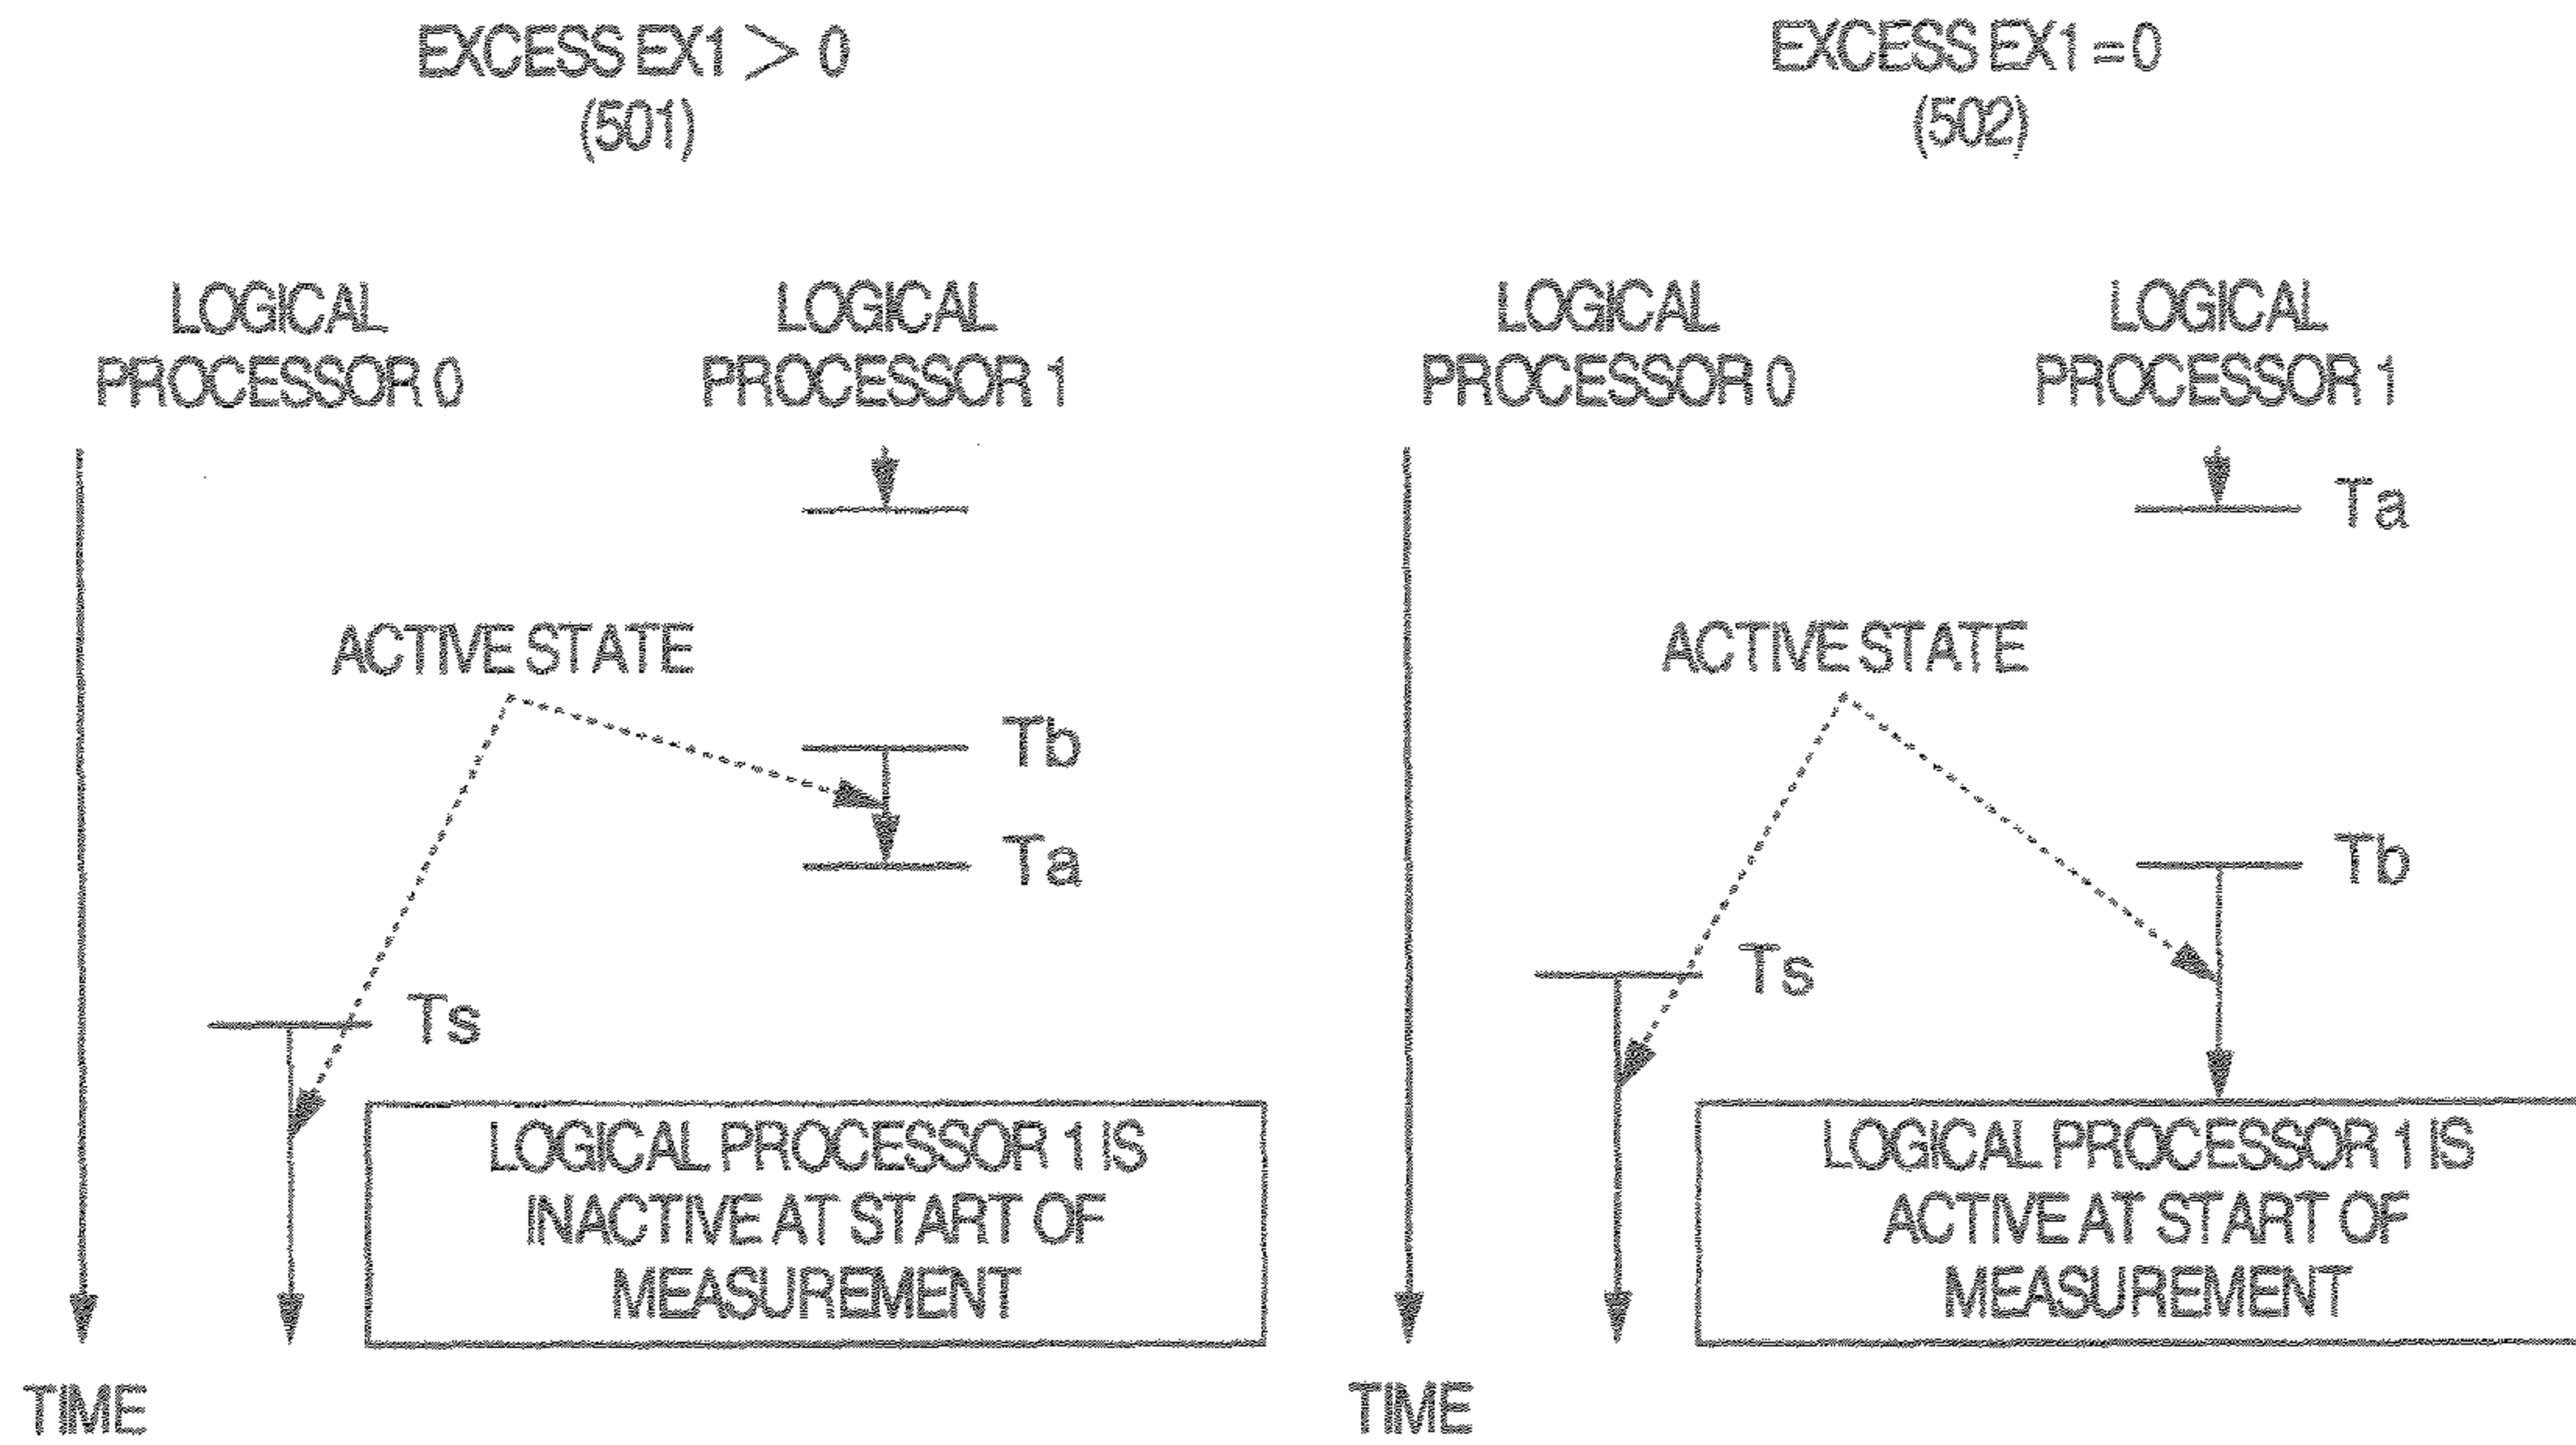 EXCESS EX1 > 0
(501)
LOGICAL
PROCESSOR 0
LOGICAL
PROCESSOR 1
ACTIVE STATE
Tb
Ta
Ts
LOGICAL PROCESSOR 1 IS
INACTIVE AT START OF
MEASUREMENT
TIME
EXCESS EX1 = 0
(502)
LOGICAL
PROCESSOR 0
LOGICAL
PROCESSOR 1
Ta
ACTIVE STATE
Tb
Ts
LOGICAL PROCESSOR 1 IS
ACTIVE AT START OF
MEASUREMENT
TIME